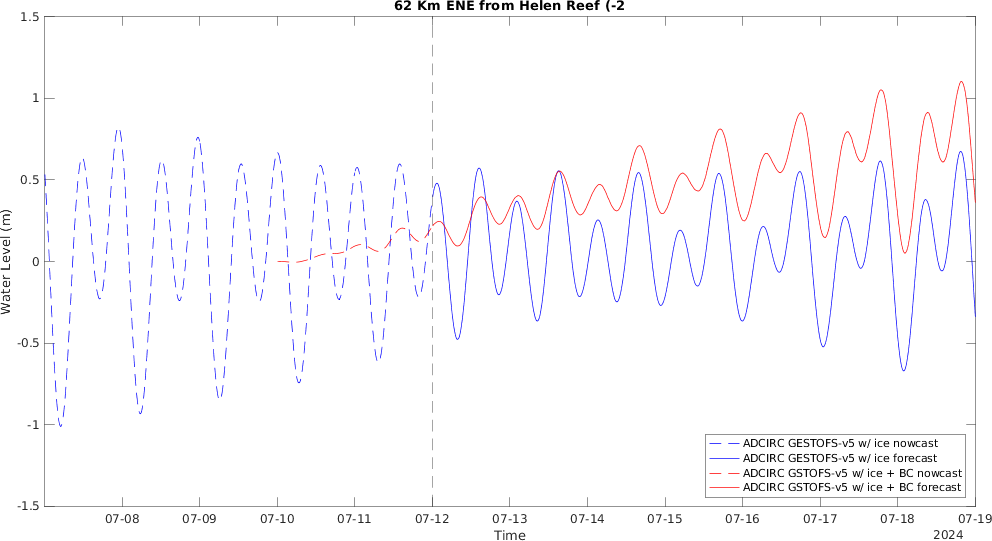 62 Km ENE from Helen Reef (-2
1.5
1
0.5
0
-0.5
-1
-1.5
Water Level (m)
07-08
07-09
07-10
07-11
07-12
07-13
07-14
07-15
07-16
07-17
07-18
07-19
Time
2024
ADCIRC GESTOFS-v5 w/ ice nowcast
ADCIRC GESTOFS-v5 w/ ice forecast
ADCIRC GSTOFS-v5 w/ ice + BC nowcast
ADCIRC GSTOFS-v5 w/ ice + BC forecast